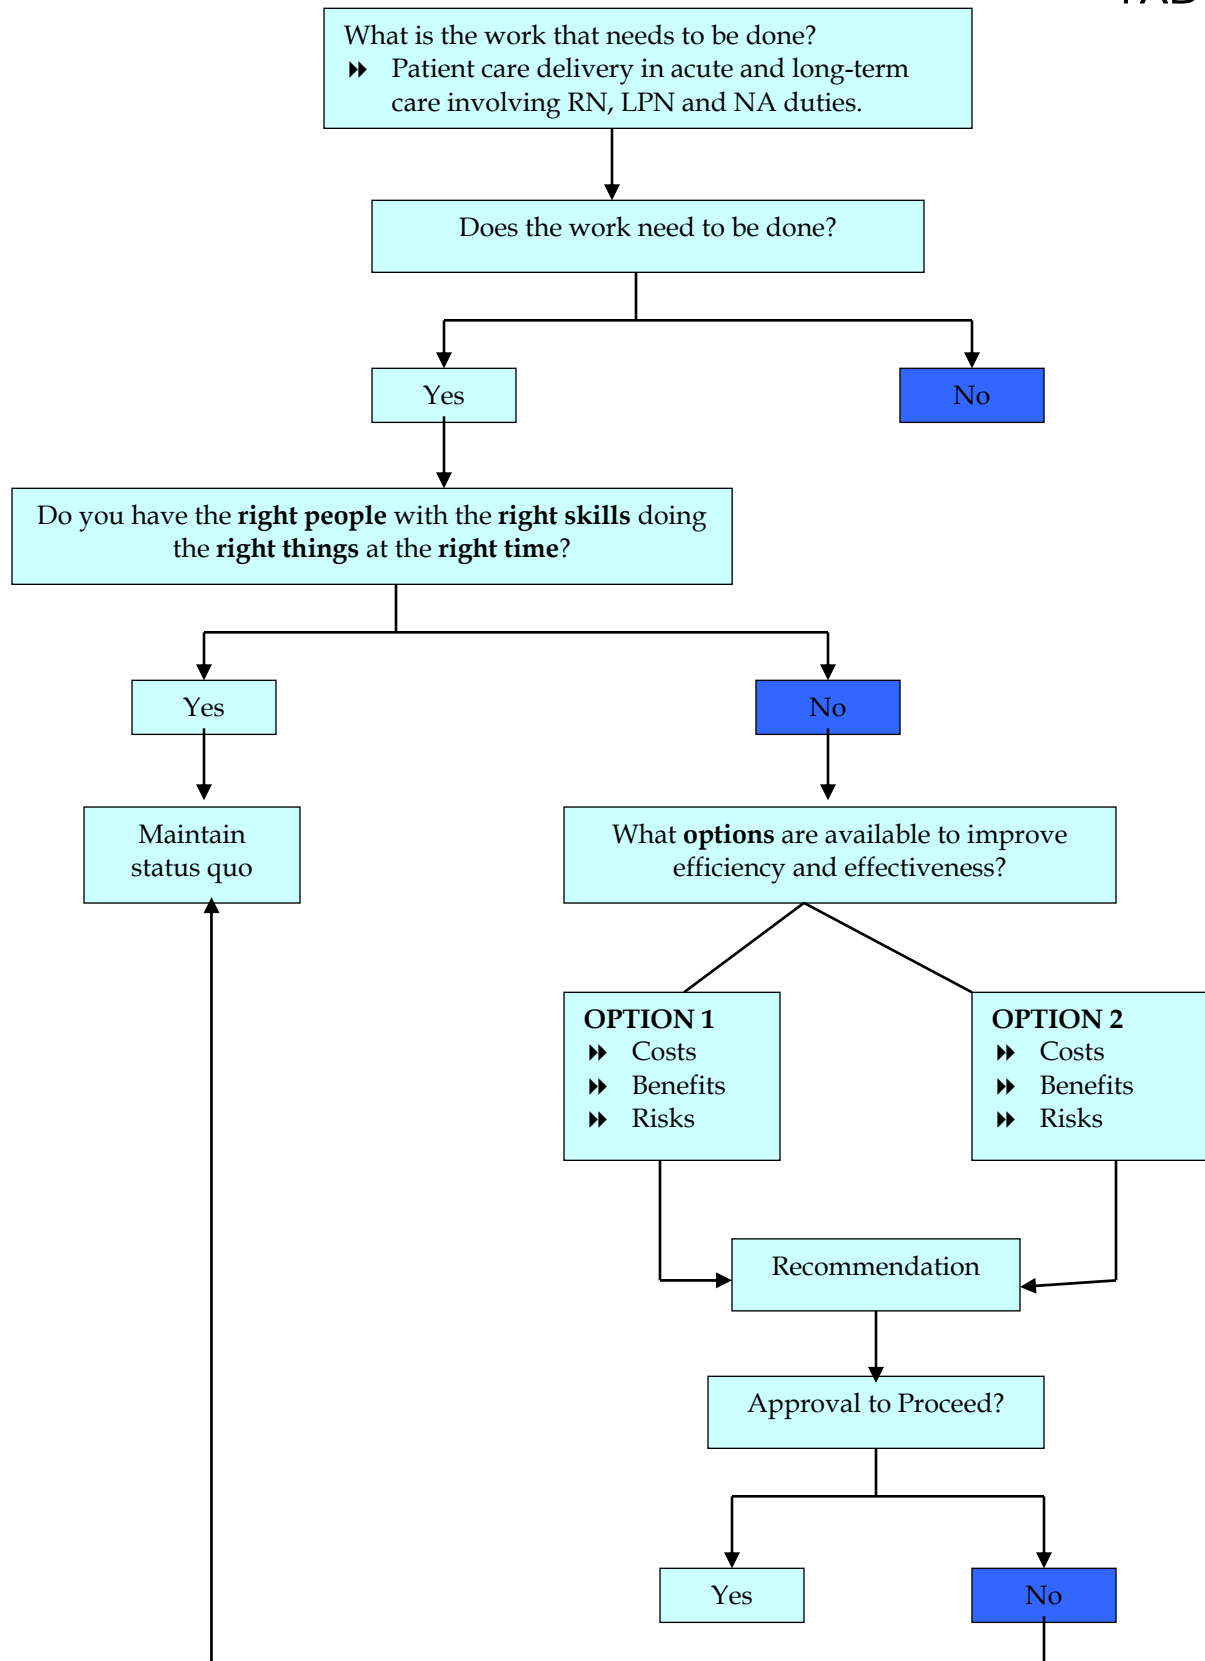 What is the work that needs to be done?
Patient care delivery in acute and long-term
care involving RN, LPN and NA duties.
Does the work need to be done?
Yes
No
Do you have the right people with the right skills doing
the right things at the right time?
Yes
No
Maintain
status quo
What options are available to improve
efficiency and effectiveness?
OPTION 1
Costs
Benefits
Risks
OPTION 2
Costs
Benefits
Risks
Recommendation
Approval to Proceed?
Yes
No